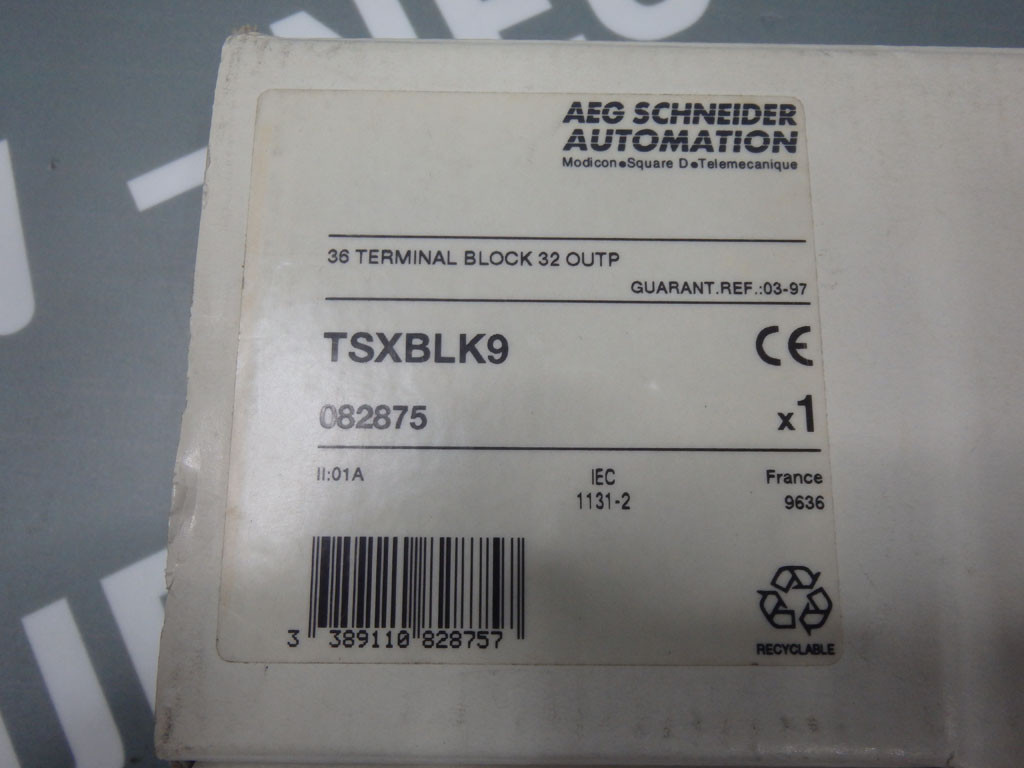 AEG SCHNEIDER
AUTOMATION
Modicon●Square D●Telemecanique
36 TERMINAL BLOCK 32 OUTP
GUARANT.REF.:03-97
TSXBLK9
CE
082875
x1
II:01A
IEC
1131-2
France
9636
3 389110 828757
RECYCLABLE